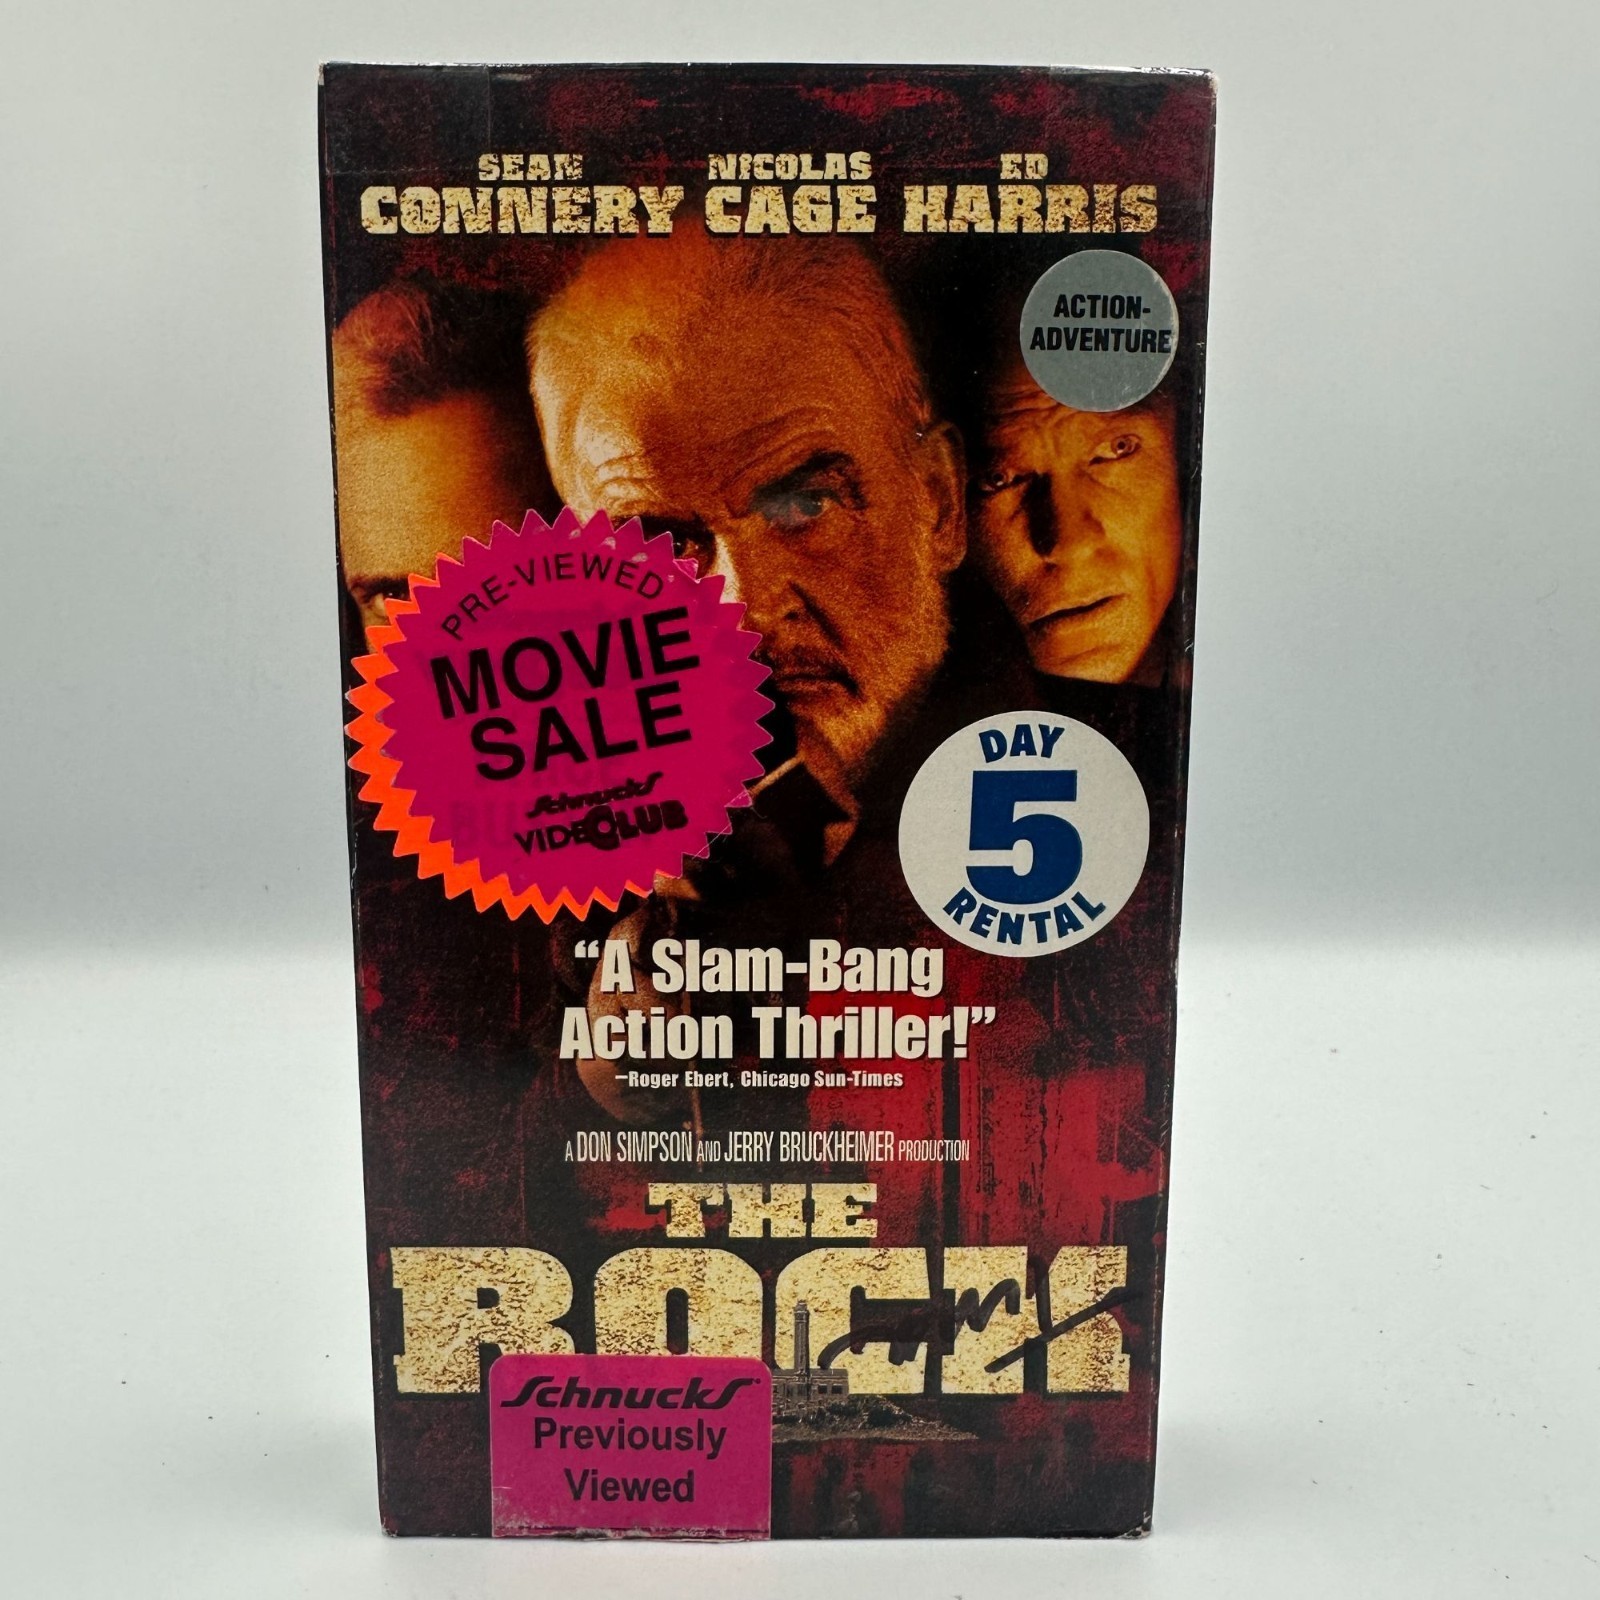 SEAN NICOLAS ED
CONNERY CAGE HARRIS
ACTION-
ADVENTURE
PRE-VIEWED
MOVIE
SALE
Schnucks
VIDEOCLUB
DAY
5
RENTAL
“A Slam-Bang
Action Thriller!”
–Roger Ebert, Chicago Sun-Times
A DON SIMPSON AND JERRY BRUCKHEIMER PRODUCTION
THE
ROCK
Schnucks
Previously
Viewed